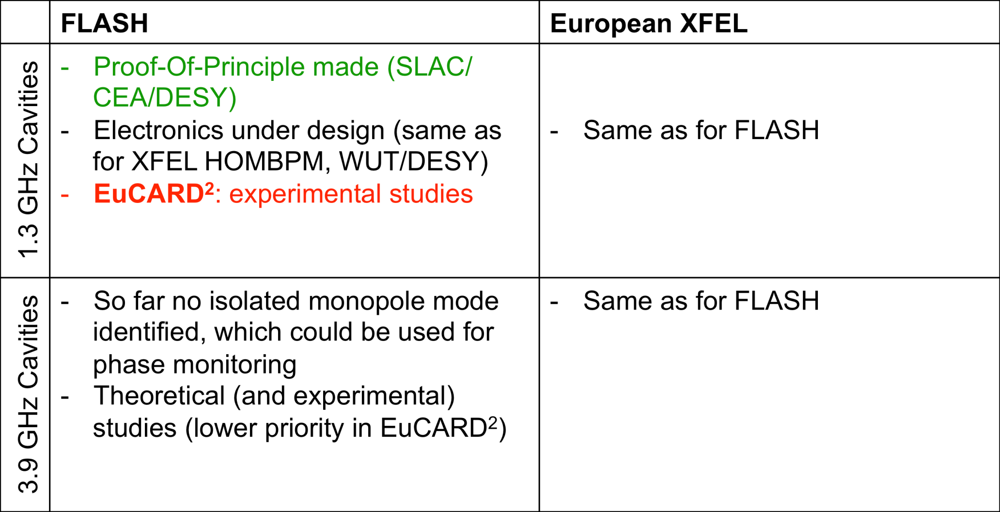 FLASH
European XFEL
1.3 GHz Cavities
- Proof-Of-Principle made (SLAC/
CEA/DESY)
- Electronics under design (same as
for XFEL HOMBPM, WUT/DESY)
- EuCARD²: experimental studies
- Same as for FLASH
3.9 GHz Cavities
- So far no isolated monopole mode
identified, which could be used for
phase monitoring
- Theoretical (and experimental)
studies (lower priority in EuCARD²)
- Same as for FLASH